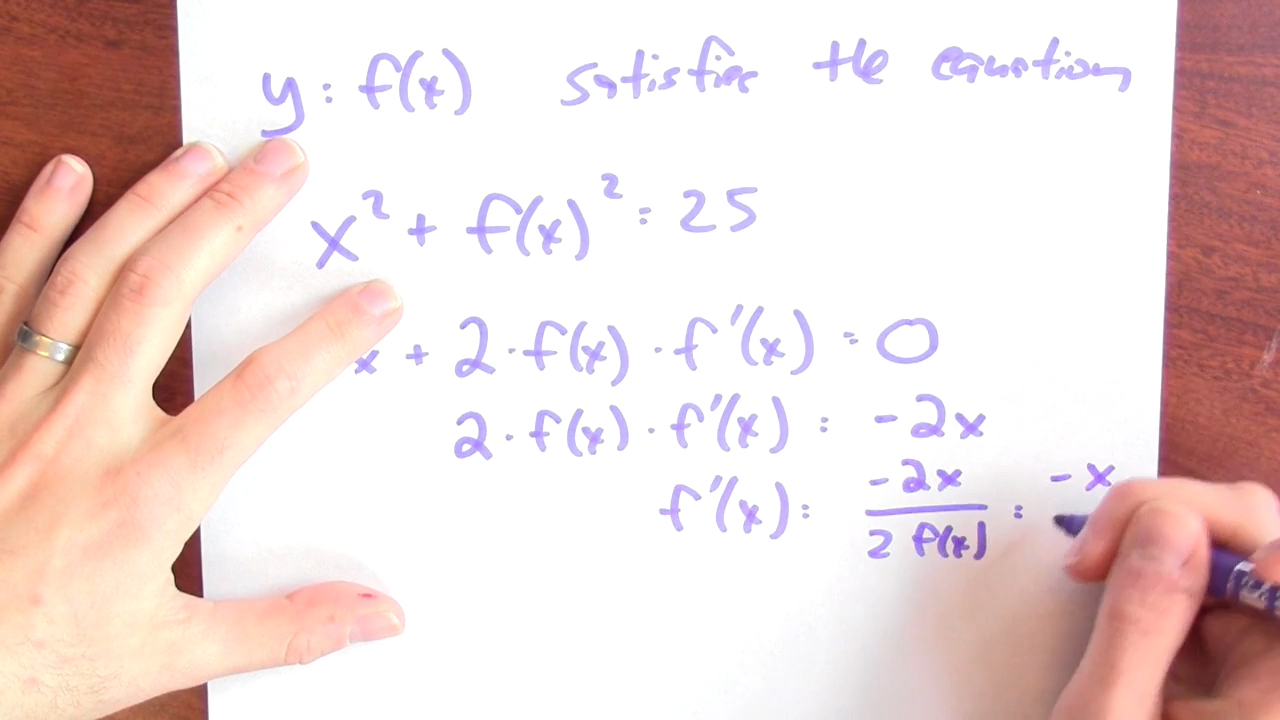 y = f(x) satisfies the equation
x² + f(x)² = 25
x + 2·f(x)·f'(x) = 0
2·f(x)·f'(x) = -2x
f'(x) = -2x / 2 f(x) = -x